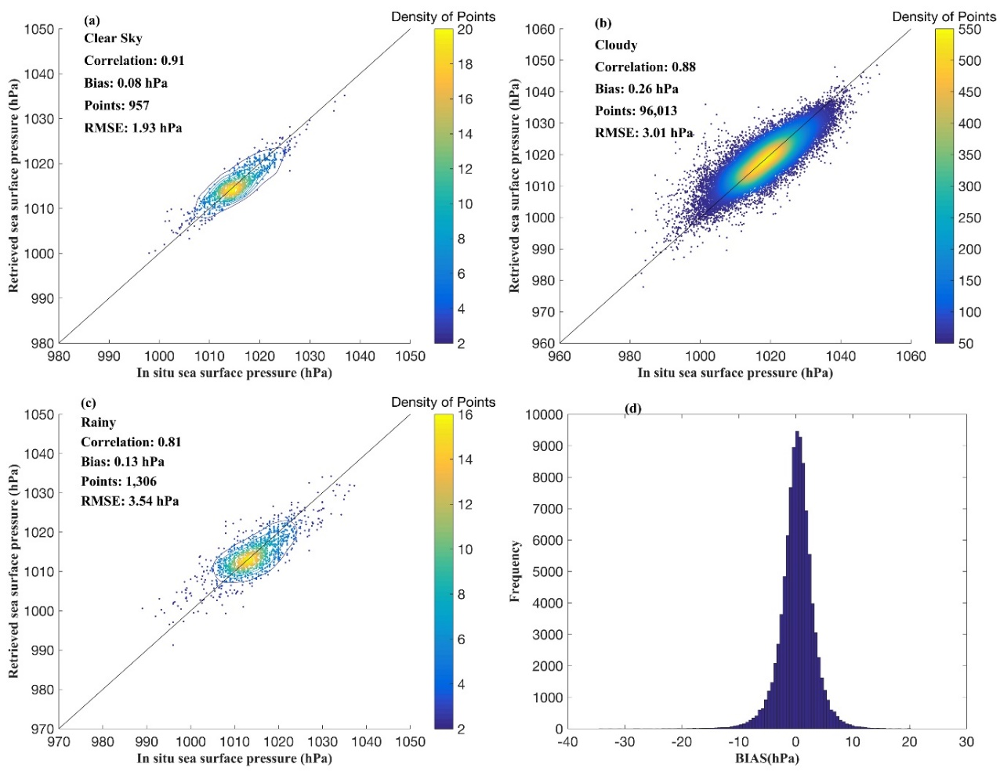 (a)
Clear Sky
Correlation: 0.91
Bias: 0.08 hPa
Points: 957
RMSE: 1.93 hPa
Density of Points
20
18
16
14
12
10
8
6
4
2
Retrieved sea surface pressure (hPa)
1050
1040
1030
1020
1010
1000
990
980
980 990 1000 1010 1020 1030 1040 1050
In situ sea surface pressure (hPa)
(b)
Cloudy
Correlation: 0.88
Bias: 0.26 hPa
Points: 96,013
RMSE: 3.01 hPa
Density of Points
550
500
450
400
350
300
250
200
150
100
50
Retrieved sea surface pressure (hPa)
1060
1050
1040
1030
1020
1010
1000
990
980
970
960
960 980 1000 1020 1040 1060
In situ sea surface pressure (hPa)
(c)
Rainy
Correlation: 0.81
Bias: 0.13 hPa
Points: 1,306
RMSE: 3.54 hPa
Density of Points
16
14
12
10
8
6
4
2
Retrieved sea surface pressure (hPa)
1050
1040
1030
1020
1010
1000
990
980
970
970 980 990 1000 1010 1020 1030 1040 1050
In situ sea surface pressure (hPa)
(d)
Frequency
10000
9000
8000
7000
6000
5000
4000
3000
2000
1000
0
-40 -30 -20 -10 0 10 20 30
BIAS(hPa)